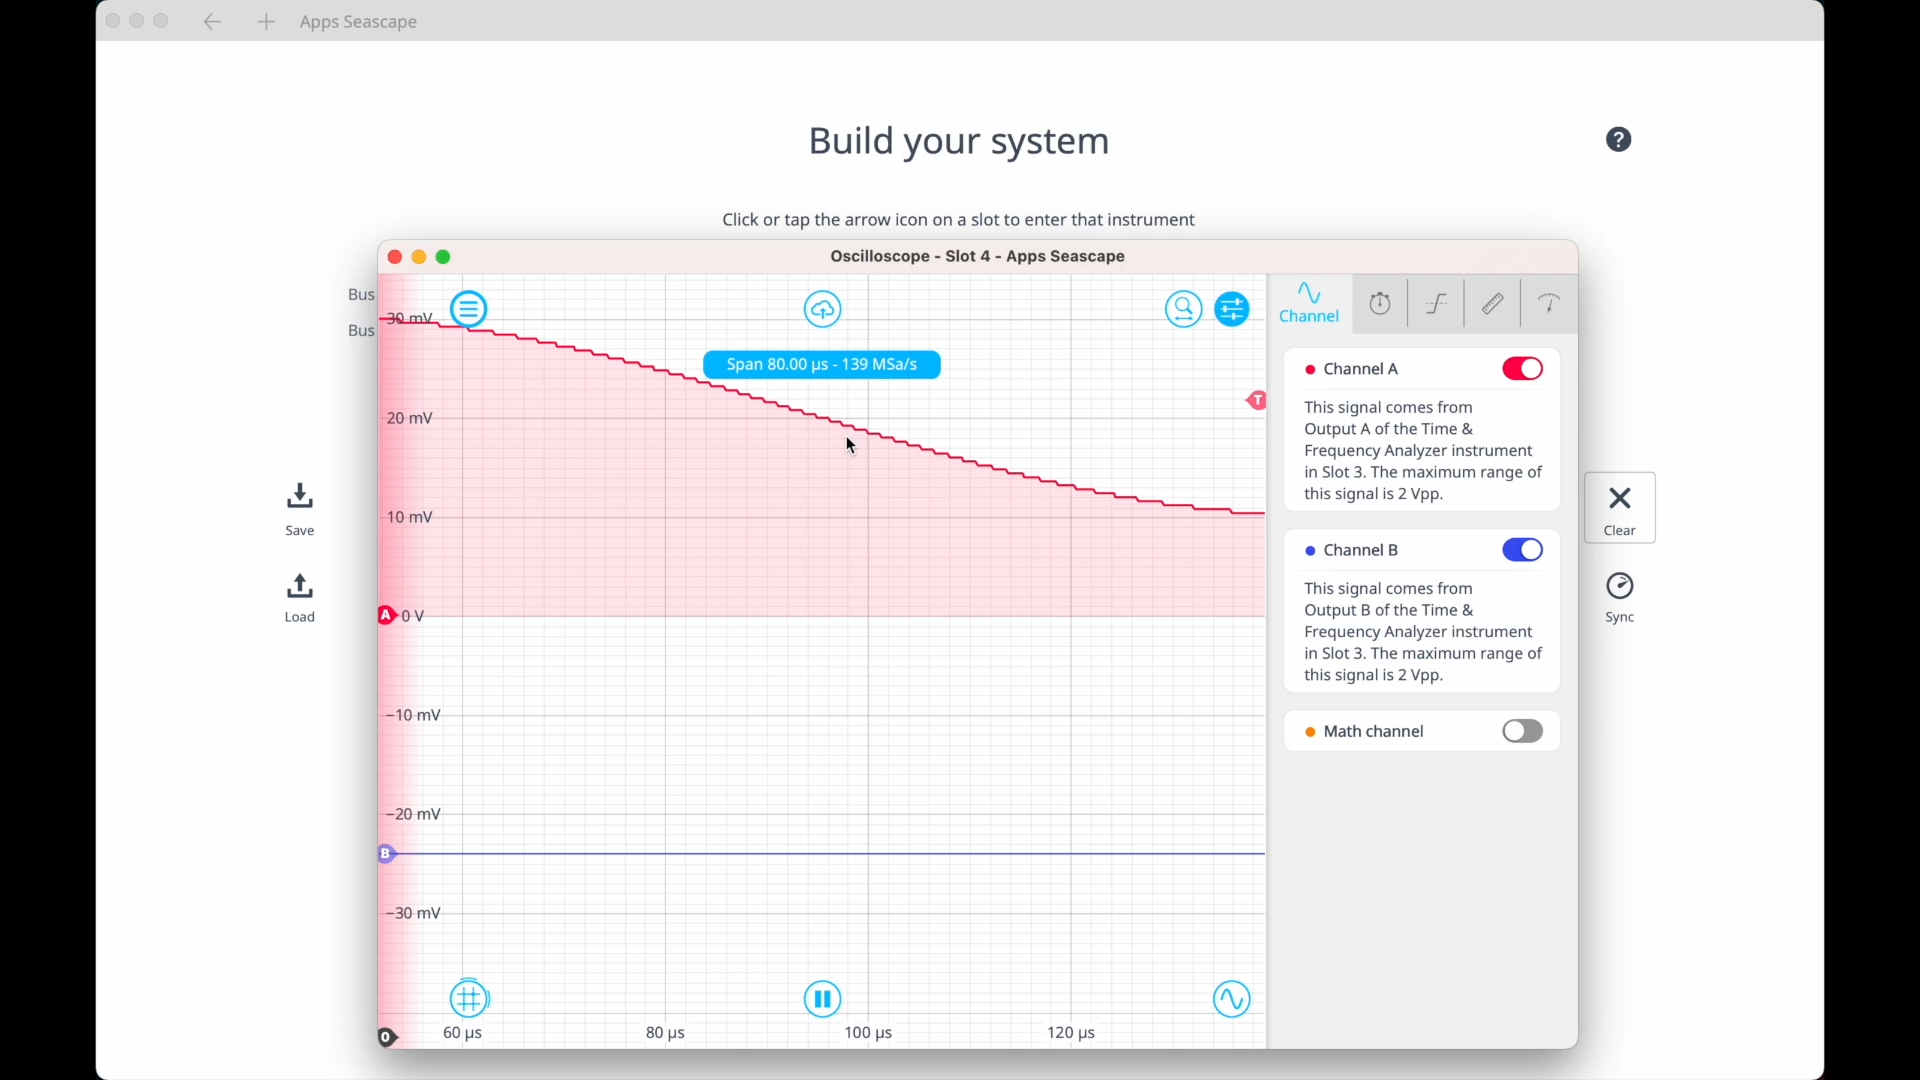 Apps Seascape
Build your system
?
Click or tap the arrow icon on a slot to enter that instrument
Oscilloscope - Slot 4 - Apps Seascape
Bus
Bus
30 mV
Span 80.00 µs - 139 MSa/s
T
20 mV
10 mV
A
0 V
−10 mV
−20 mV
B
−30 mV
0
60 µs
80 µs
100 µs
120 µs
Channel
Channel A
This signal comes from
Output A of the Time &
Frequency Analyzer instrument
in Slot 3. The maximum range of
this signal is 2 Vpp.
Channel B
This signal comes from
Output B of the Time &
Frequency Analyzer instrument
in Slot 3. The maximum range of
this signal is 2 Vpp.
Math channel
Save
Load
Clear
Sync